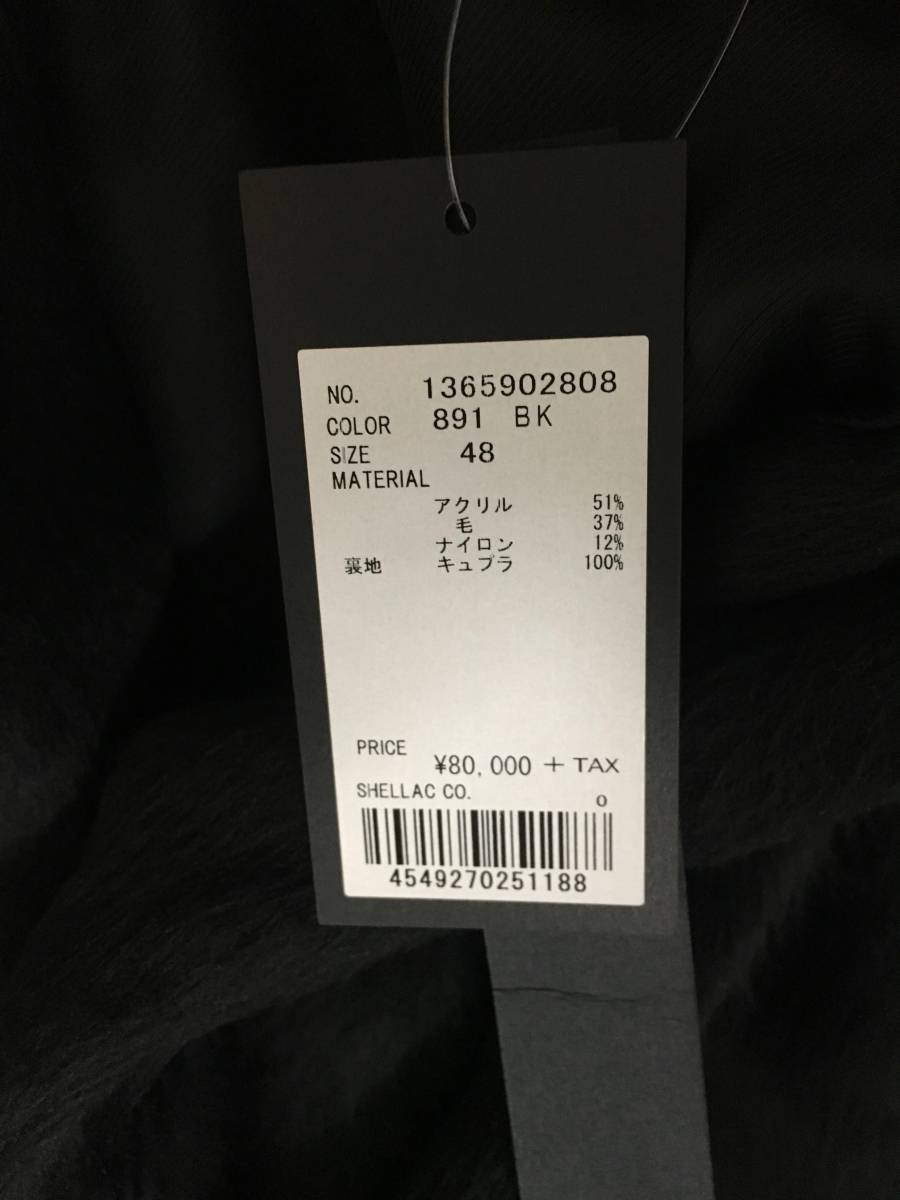 NO. 1365902808
COLOR 891 BK
SIZE 48
MATERIAL
アクリル 51%
毛 37%
ナイロン 12%
裏地 キュプラ 100%
PRICE
¥80,000 + TAX
SHELLAC CO.
0
4549270251188